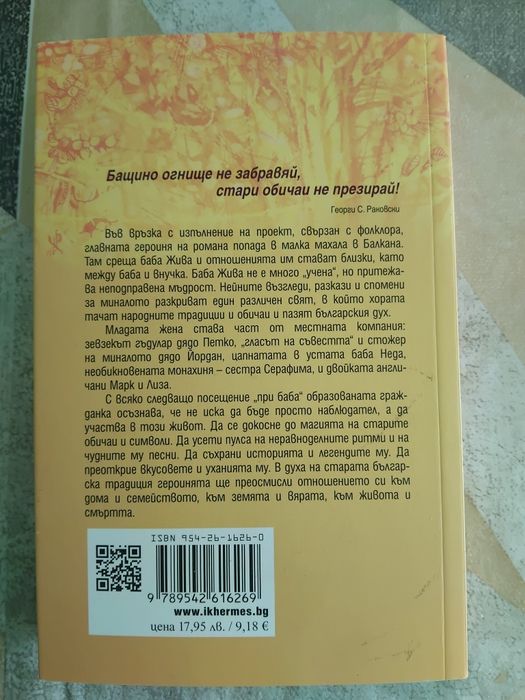 Бащино огнище не забравяй,
стари обичаи не презирай!
Георги С. Раковски
Във връзка с изпълнение на проект, свързан с фолклора,
главната героиня на романа попада в малка махала в Балкана.
Там среща баба Жива и отношенията им стават близки, като
между баба и внучка. Баба Жива не е много „учена“, но притежа-
ва неподправена мъдрост. Нейните възгледи, разкази и спомени
за миналото разкриват един различен свят, в който хората
тачат народните традиции и обичаи и пазят българския дух.
Младата жена става част от местната компания:
зевзекът гъдулар дядо Петко, „гласът на съвестта“ и стожер
на миналото дядо Йордан, цапнатата в устата баба Неда,
необикновената монахиня – сестра Серафима, и двойката англи-
чани Марк и Лиза.
С всяко следващо посещение „при баба“ образованата граж-
данка осъзнава, че не иска да бъде просто наблюдател, а да
участва в този живот. Да се докосне до магията на старите
обичаи и символи. Да усети пулса на неравноделните ритми и на
чудните му песни. Да съхрани историята и легендите му. Да
преоткрие вкусовете и уханията му. В духа на старата българ-
ска традиция героинята ще преосмисли отношението си към
дома и семейството, към земята и вярата, към живота и
смъртта.
ISBN 954-26-1626-0
9 789542 616269
www.ikhermes.bg
цена 17,95 лв. / 9,18 €